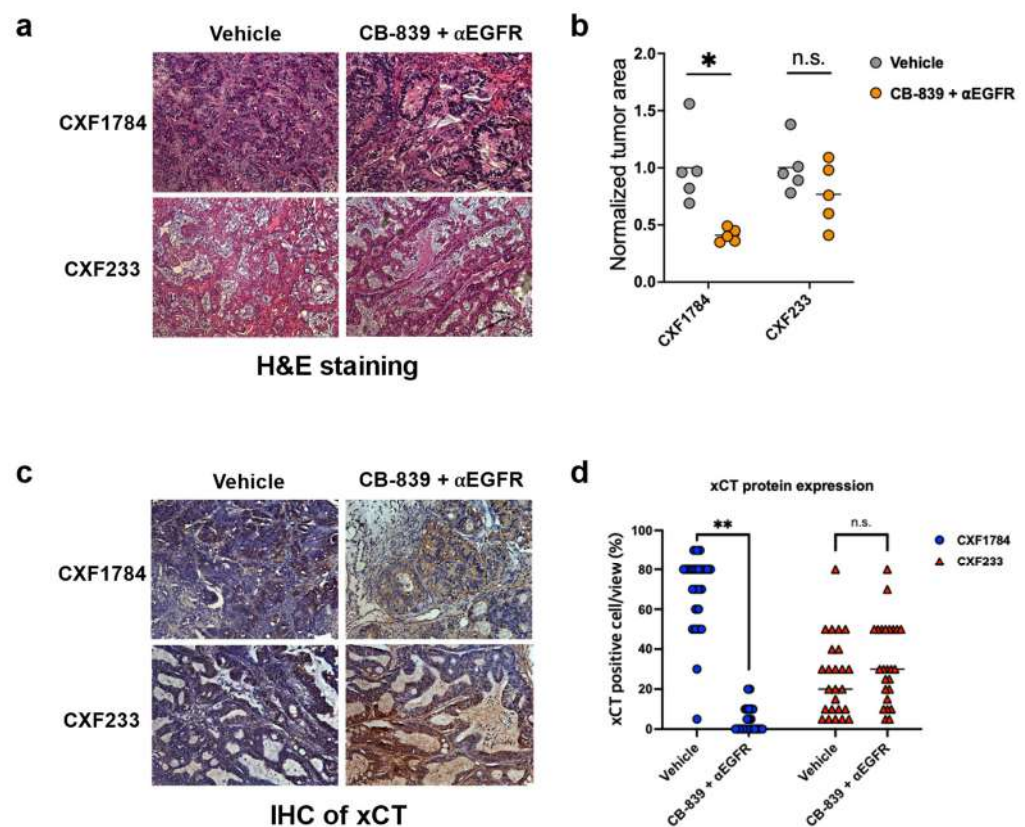 a
Vehicle
CB-839 + αEGFR
CXF1784
CXF233
H&E staining
b
Normalized tumor area
2.0
1.5
1.0
0.5
0.0
*
n.s.
CXF1784
CXF233
Vehicle
CB-839 + αEGFR
c
Vehicle
CB-839 + αEGFR
CXF1784
CXF233
IHC of xCT
d
xCT protein expression
xCT positive cell/view (%)
100
80
60
40
20
0
**
n.s.
Vehicle
CB-839 + αEGFR
Vehicle
CB-839 + αEGFR
CXF1784
CXF233